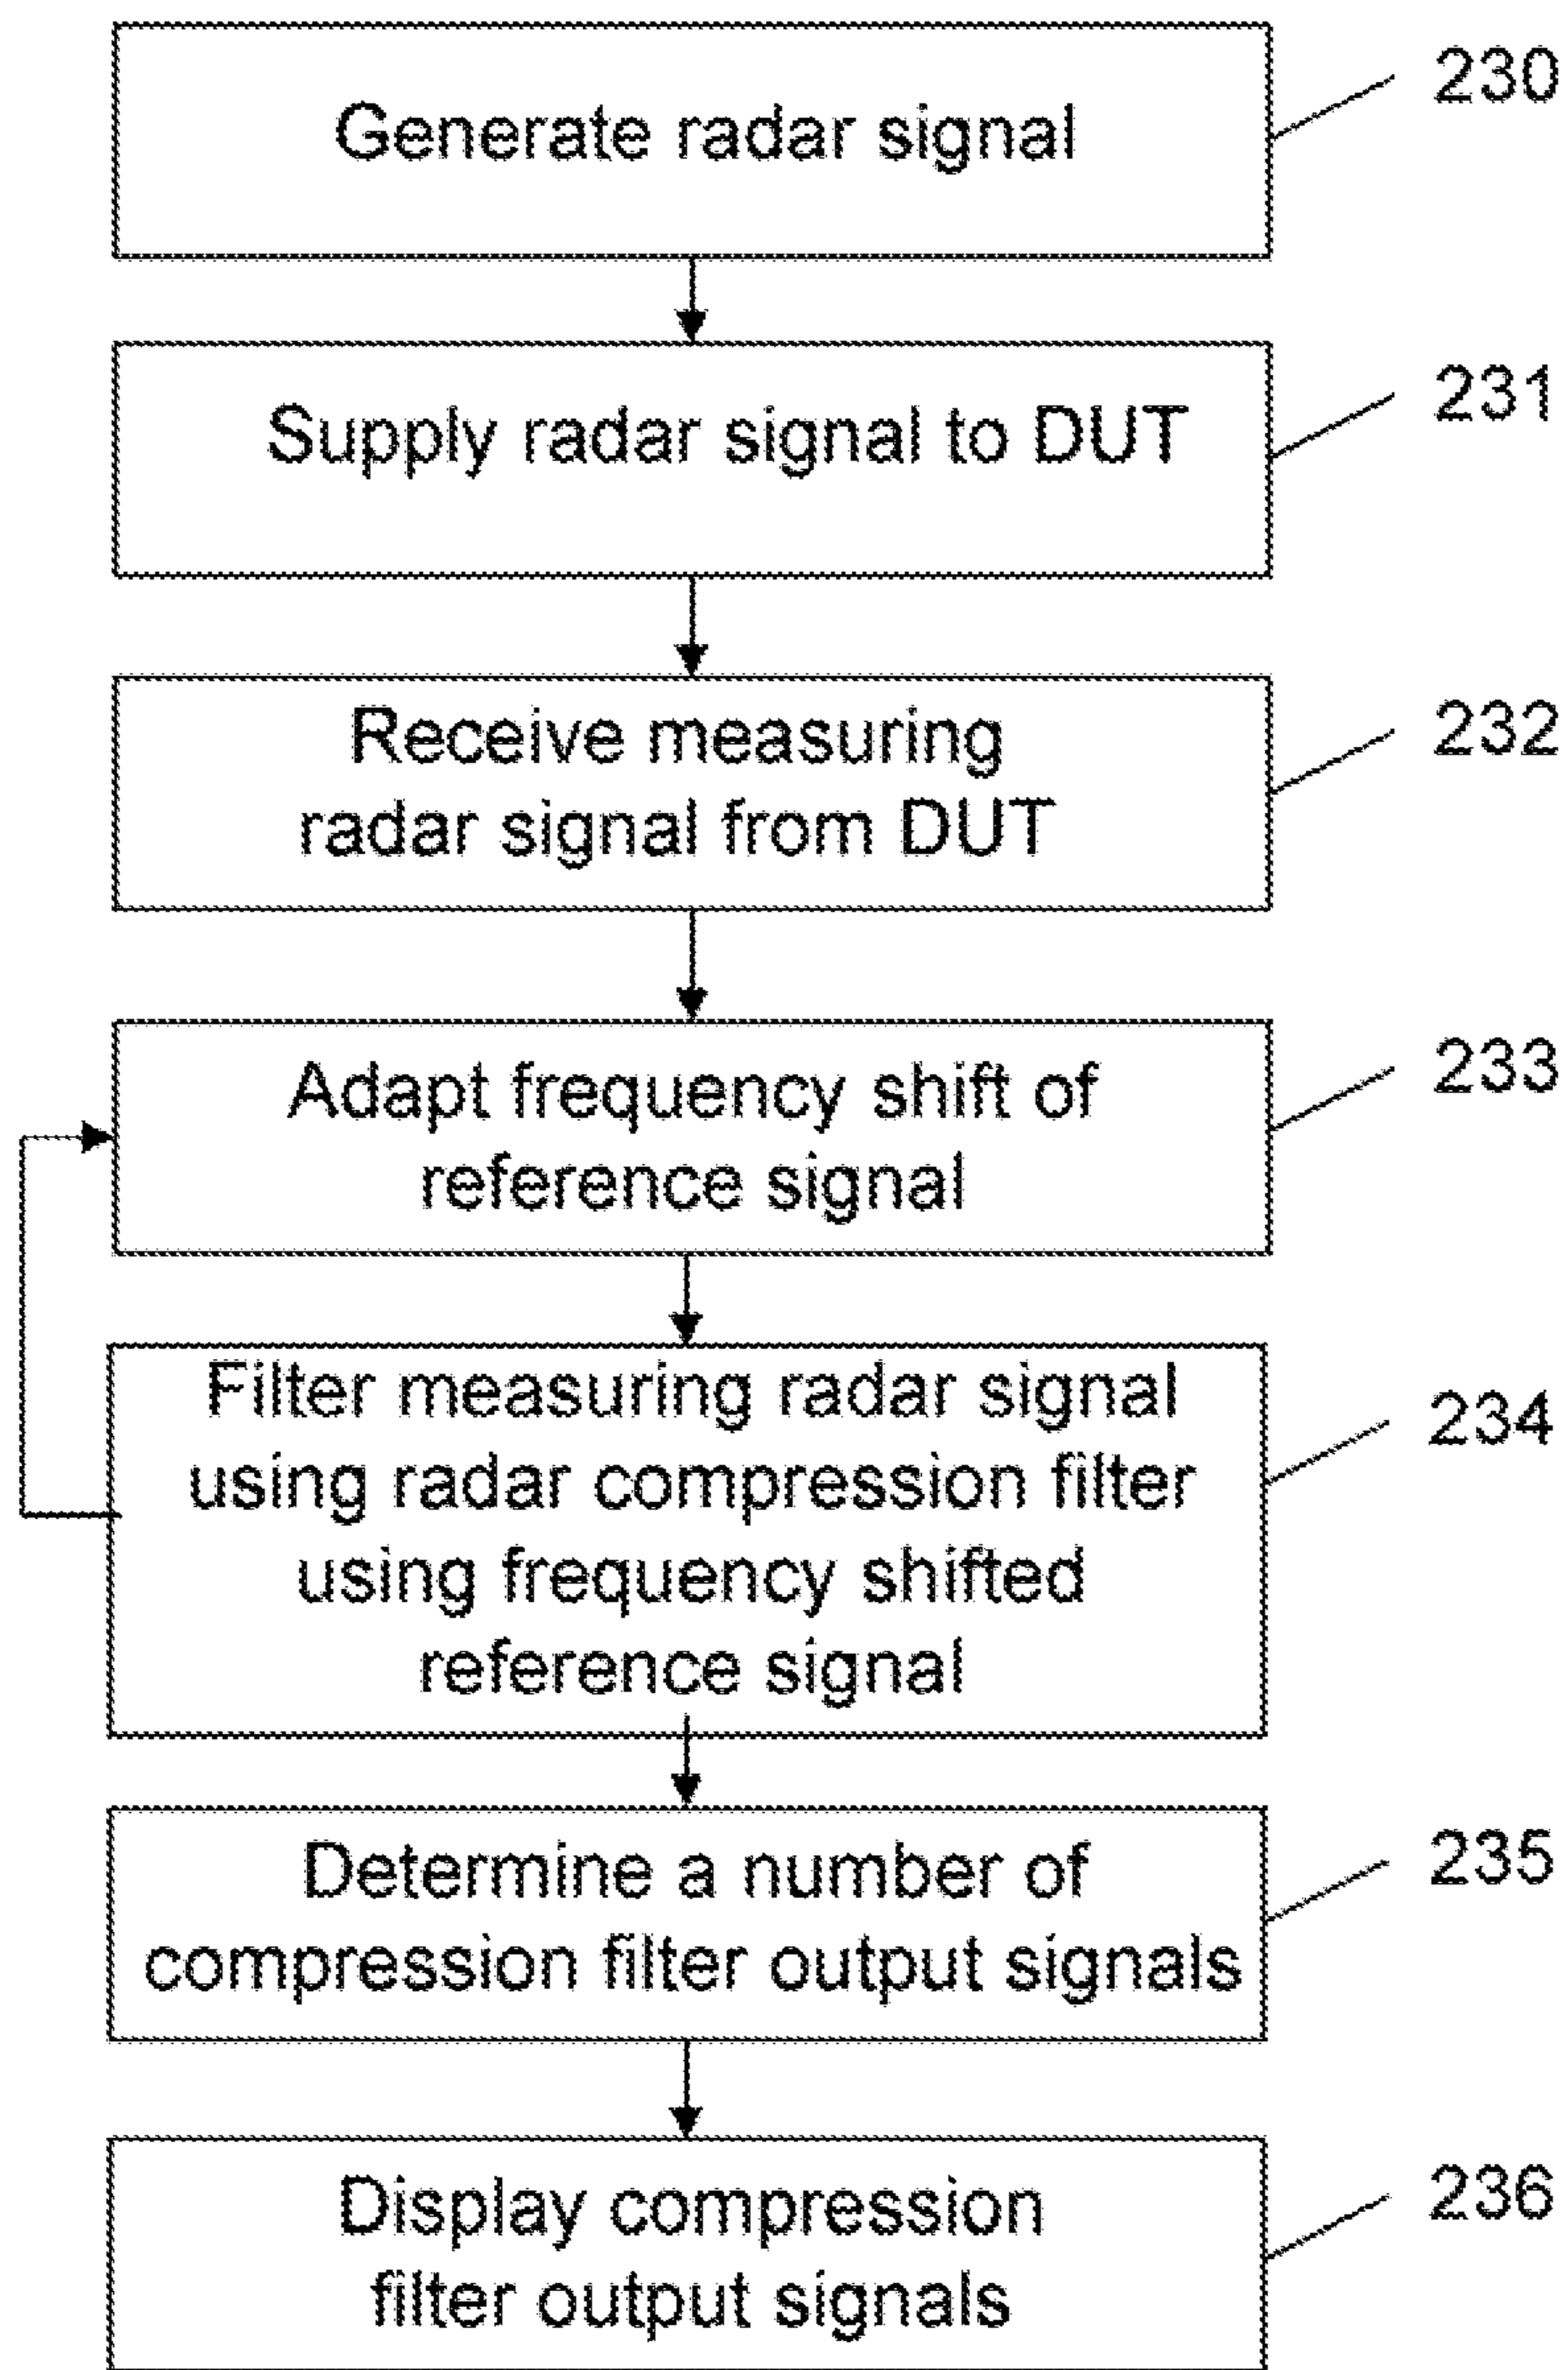 Generate radar signal
230
Supply radar signal to DUT
231
Receive measuring
radar signal from DUT
232
Adapt frequency shift of
reference signal
233
Filter measuring radar signal
using radar compression filter
using frequency shifted
reference signal
234
Determine a number of
compression filter output signals
235
Display compression
filter output signals
236